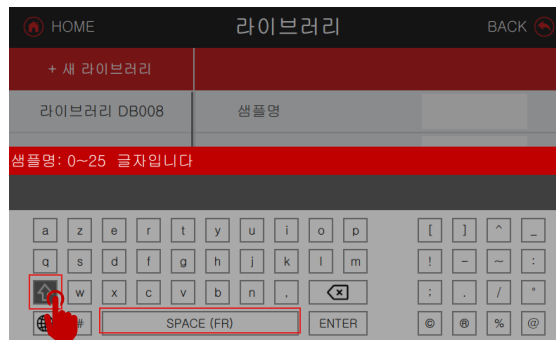 HOME 라이브러리 BACK
+ 새 라이브러리
라이브러리 DB008 샘플명
샘플명: 0~25 글자입니다
a z e r t y u i o p [ ] ^ _
q s d f g h j k l m ! - ~ :
w x c v b n , ; . / °
# SPACE (FR) ENTER © ® % @